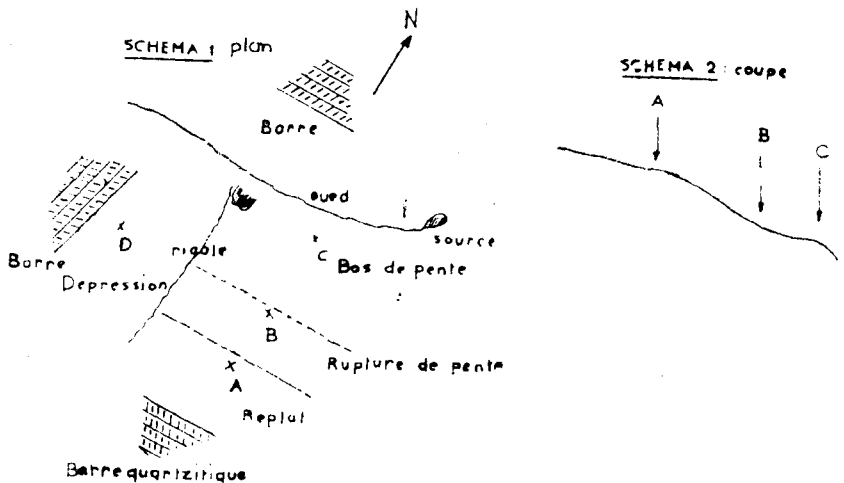 N
SCHEMA 1 plan
Barre
oued
source
D
rigole
C
Bas de pente
Barre
Depression
B
Rupture de pente
A
Replat
Barre quartzitique
SCHEMA 2 : coupe
A
B
C